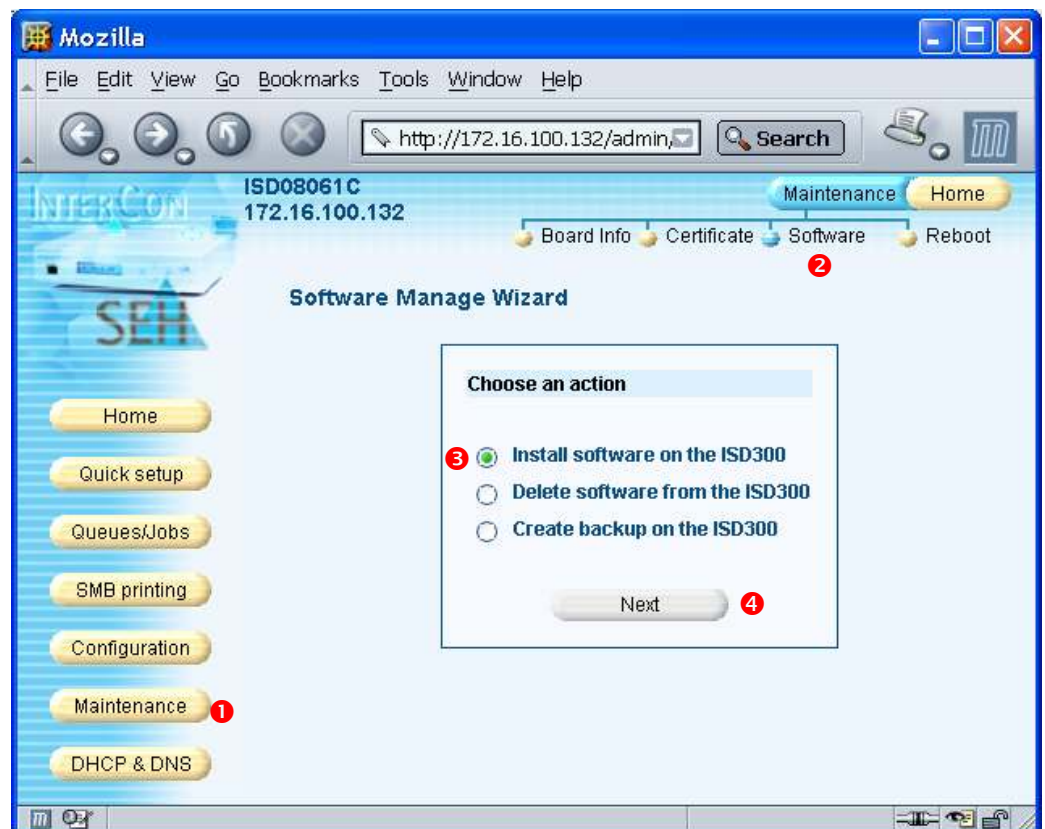 Mozilla
File Edit View Go Bookmarks Tools Window Help
http://172.16.100.132/admin/ Search
INTERCON
ISD08061C
172.16.100.132
Maintenance Home
Board Info Certificate Software Reboot
2
SEH
Software Manage Wizard
Choose an action
3 Install software on the ISD300
Delete software from the ISD300
Create backup on the ISD300
Next 4
Home
Quick setup
Queues/Jobs
SMB printing
Configuration
Maintenance 1
DHCP & DNS